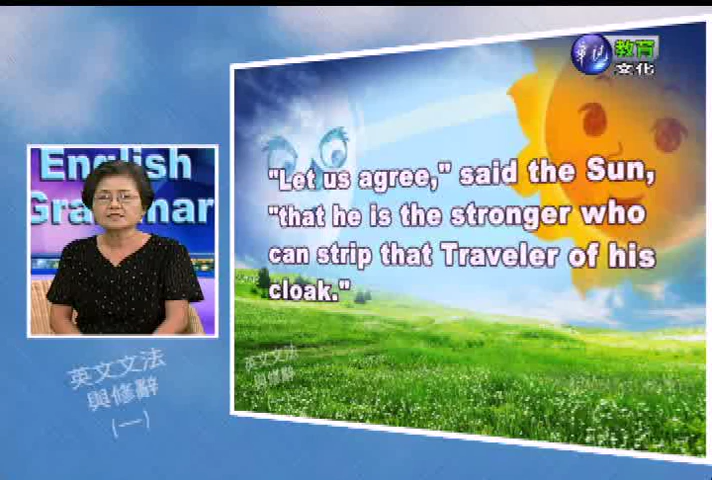 華視
教育
文化
English
Grammar
"Let us agree," said the Sun,
"that he is the stronger who
can strip that Traveler of his
cloak."
英文文法
與修辭
(一)
英文文法
與修辭